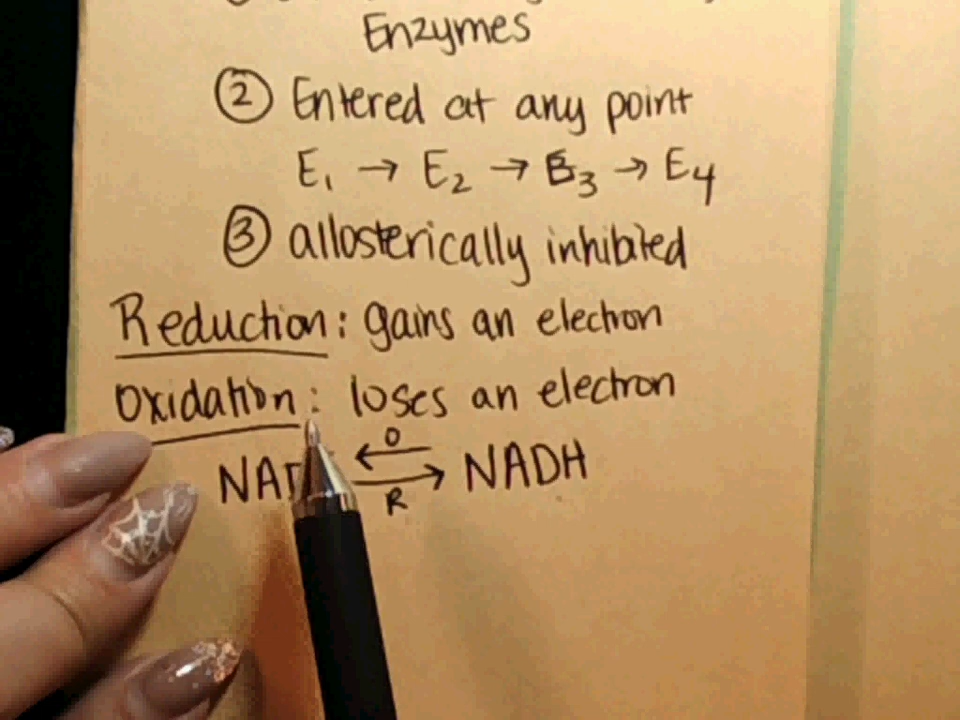 Enzymes
② Entered at any point
E₁ → E₂ → E₃ → E₄
③ allosterically inhibited
Reduction: gains an electron
Oxidation: loses an electron
O
NADH
R